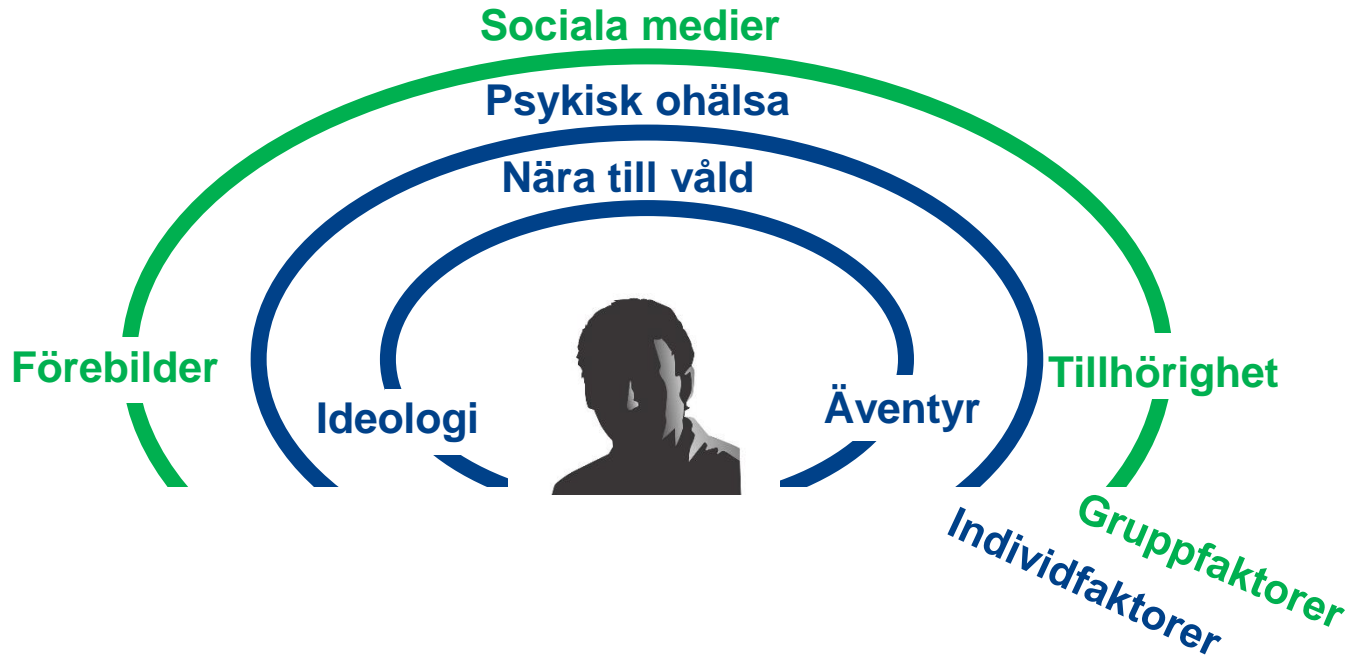 Sociala medier
Psykisk ohälsa
Nära till våld
Förebilder
Tillhörighet
Ideologi
Äventyr
Gruppfaktorer
Individfaktorer